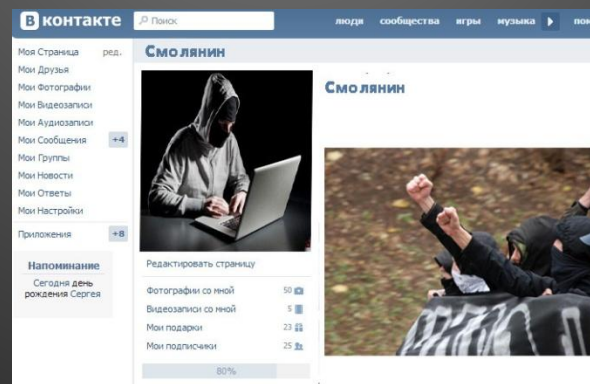 В контакте Поиск люди сообщества игры музыка
Моя Страница ред.
Мои Друзья
Мои Фотографии
Мои Видеозаписи
Мои Аудиозаписи
Мои Сообщения +4
Мои Группы
Мои Новости
Мои Ответы
Мои Настройки
Приложения +8
Напоминание
Сегодня день
рождения Сергея
Смолянин
Редактировать страницу
Фотографии со мной 50
Видеозаписи со мной 5
Мои подарки 23
Мои подписчики 25
80%
Смолянин